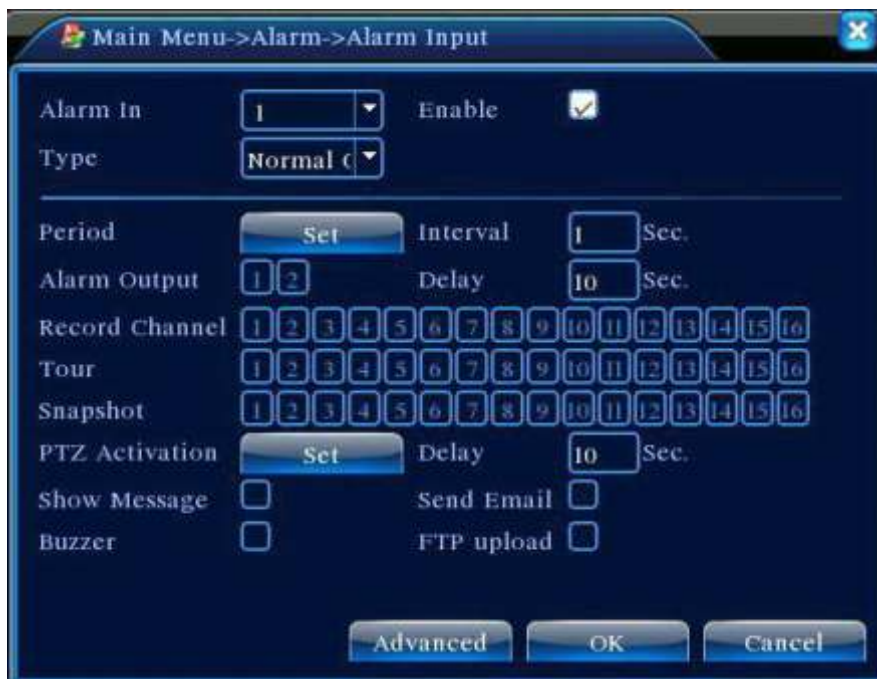 Main Menu->Alarm->Alarm Input
Alarm In 1 Enable
Type Normal
Period Set Interval 1 Sec.
Alarm Output 1 2 Delay 10 Sec.
Record Channel 1 2 3 4 5 6 7 8 9 10 11 12 13 14 15 16
Tour 1 2 3 4 5 6 7 8 9 10 11 12 13 14 15 16
Snapshot 1 2 3 4 5 6 7 8 9 10 11 12 13 14 15 16
PTZ Activation Set Delay 10 Sec.
Show Message Send Email
Buzzer FTP upload
Advanced OK Cancel